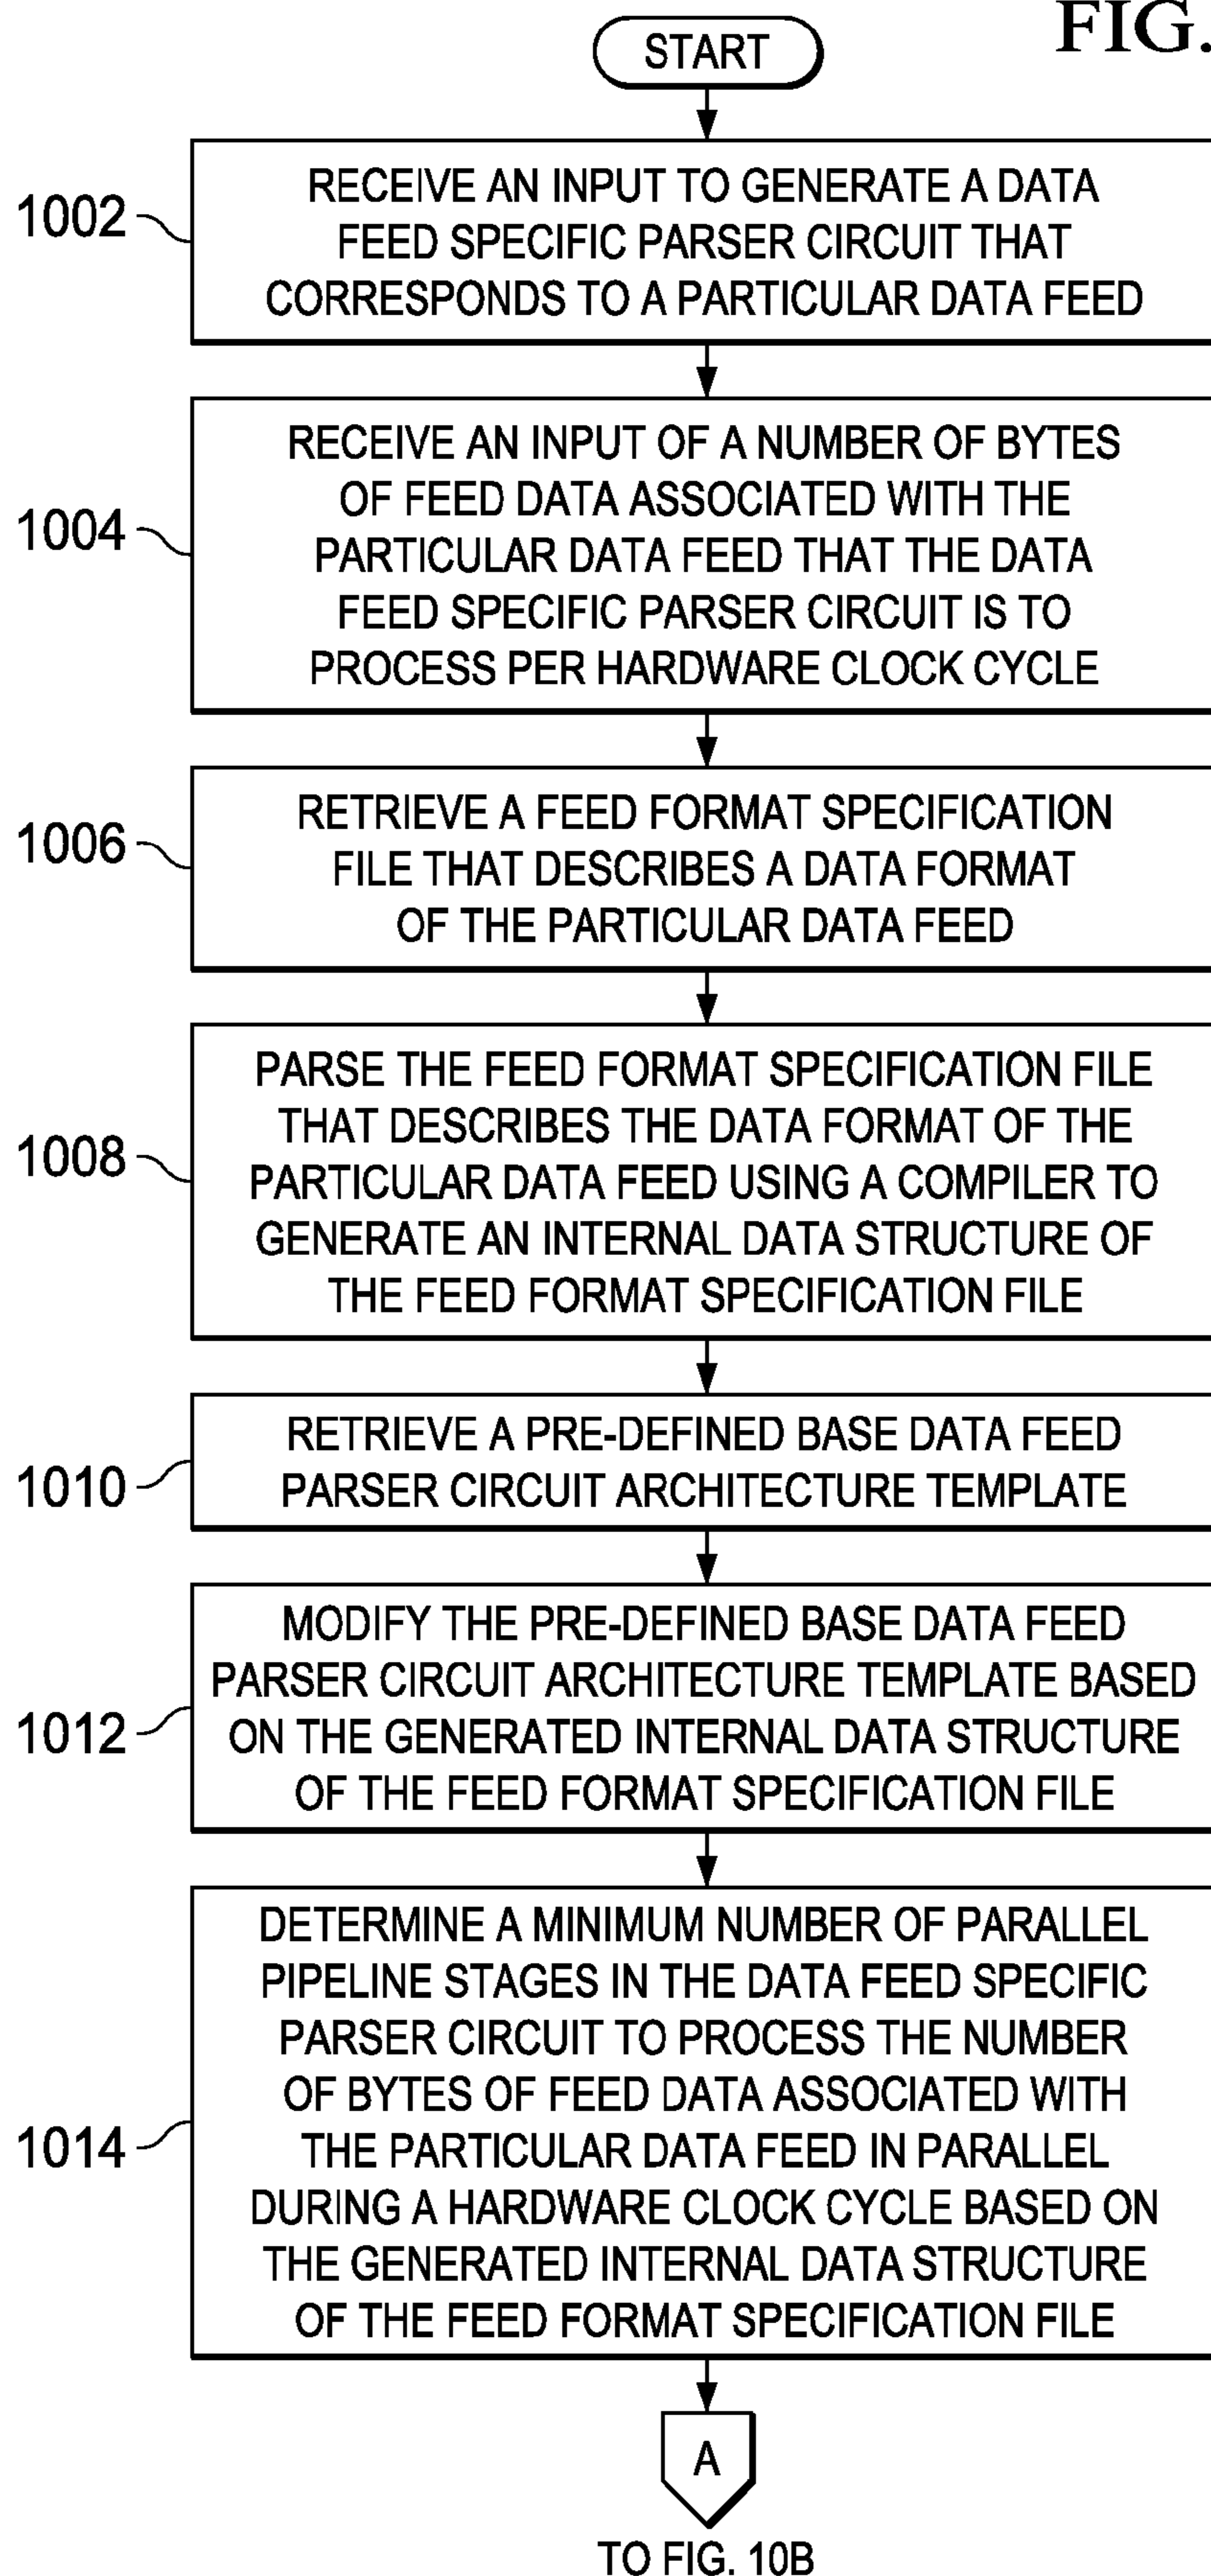 FIG.
START
1002
RECEIVE AN INPUT TO GENERATE A DATA
FEED SPECIFIC PARSER CIRCUIT THAT
CORRESPONDS TO A PARTICULAR DATA FEED
1004
RECEIVE AN INPUT OF A NUMBER OF BYTES
OF FEED DATA ASSOCIATED WITH THE
PARTICULAR DATA FEED THAT THE DATA
FEED SPECIFIC PARSER CIRCUIT IS TO
PROCESS PER HARDWARE CLOCK CYCLE
1006
RETRIEVE A FEED FORMAT SPECIFICATION
FILE THAT DESCRIBES A DATA FORMAT
OF THE PARTICULAR DATA FEED
1008
PARSE THE FEED FORMAT SPECIFICATION FILE
THAT DESCRIBES THE DATA FORMAT OF THE
PARTICULAR DATA FEED USING A COMPILER TO
GENERATE AN INTERNAL DATA STRUCTURE OF
THE FEED FORMAT SPECIFICATION FILE
1010
RETRIEVE A PRE-DEFINED BASE DATA FEED
PARSER CIRCUIT ARCHITECTURE TEMPLATE
1012
MODIFY THE PRE-DEFINED BASE DATA FEED
PARSER CIRCUIT ARCHITECTURE TEMPLATE BASED
ON THE GENERATED INTERNAL DATA STRUCTURE
OF THE FEED FORMAT SPECIFICATION FILE
1014
DETERMINE A MINIMUM NUMBER OF PARALLEL
PIPELINE STAGES IN THE DATA FEED SPECIFIC
PARSER CIRCUIT TO PROCESS THE NUMBER
OF BYTES OF FEED DATA ASSOCIATED WITH
THE PARTICULAR DATA FEED IN PARALLEL
DURING A HARDWARE CLOCK CYCLE BASED ON
THE GENERATED INTERNAL DATA STRUCTURE
OF THE FEED FORMAT SPECIFICATION FILE
A
TO FIG. 10B